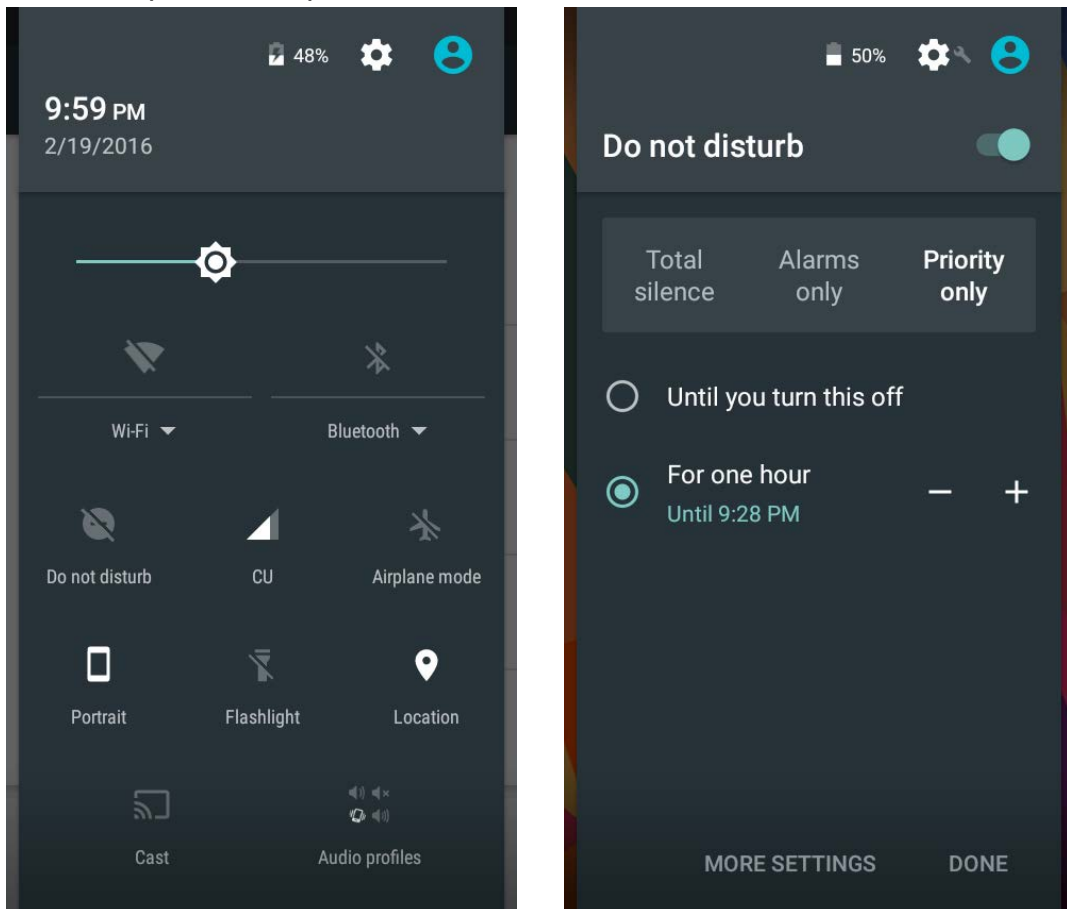 48%
9:59 PM
2/19/2016
Wi-Fi
Bluetooth
Do not disturb
CU
Airplane mode
Portrait
Flashlight
Location
Cast
Audio profiles
50%
Do not disturb
Total silence
Alarms only
Priority only
Until you turn this off
For one hour
Until 9:28 PM
MORE SETTINGS
DONE